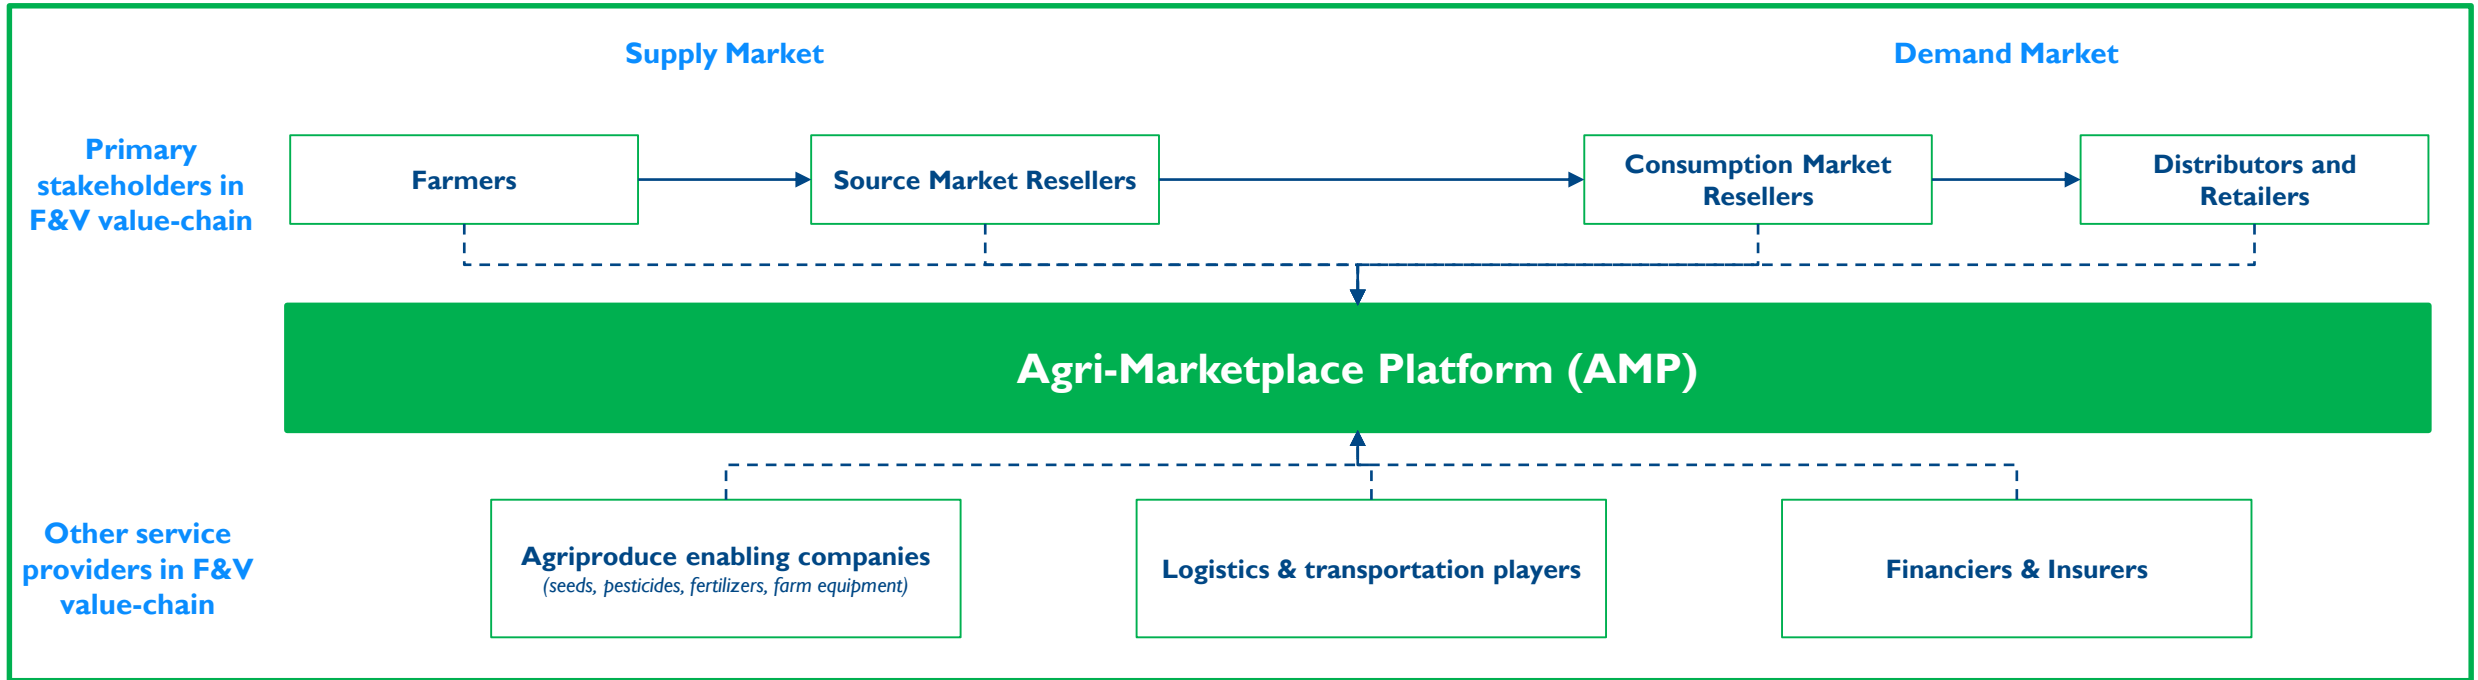 Supply Market
Demand Market
Primary
stakeholders in
F&V value-chain
Farmers
Source Market Resellers
Consumption Market
Resellers
Distributors and
Retailers
Agri-Marketplace Platform (AMP)
Other service
providers in F&V
value-chain
Agriproduce enabling companies
(seeds, pesticides, fertilizers, farm equipment)
Logistics & transportation players
Financiers & Insurers